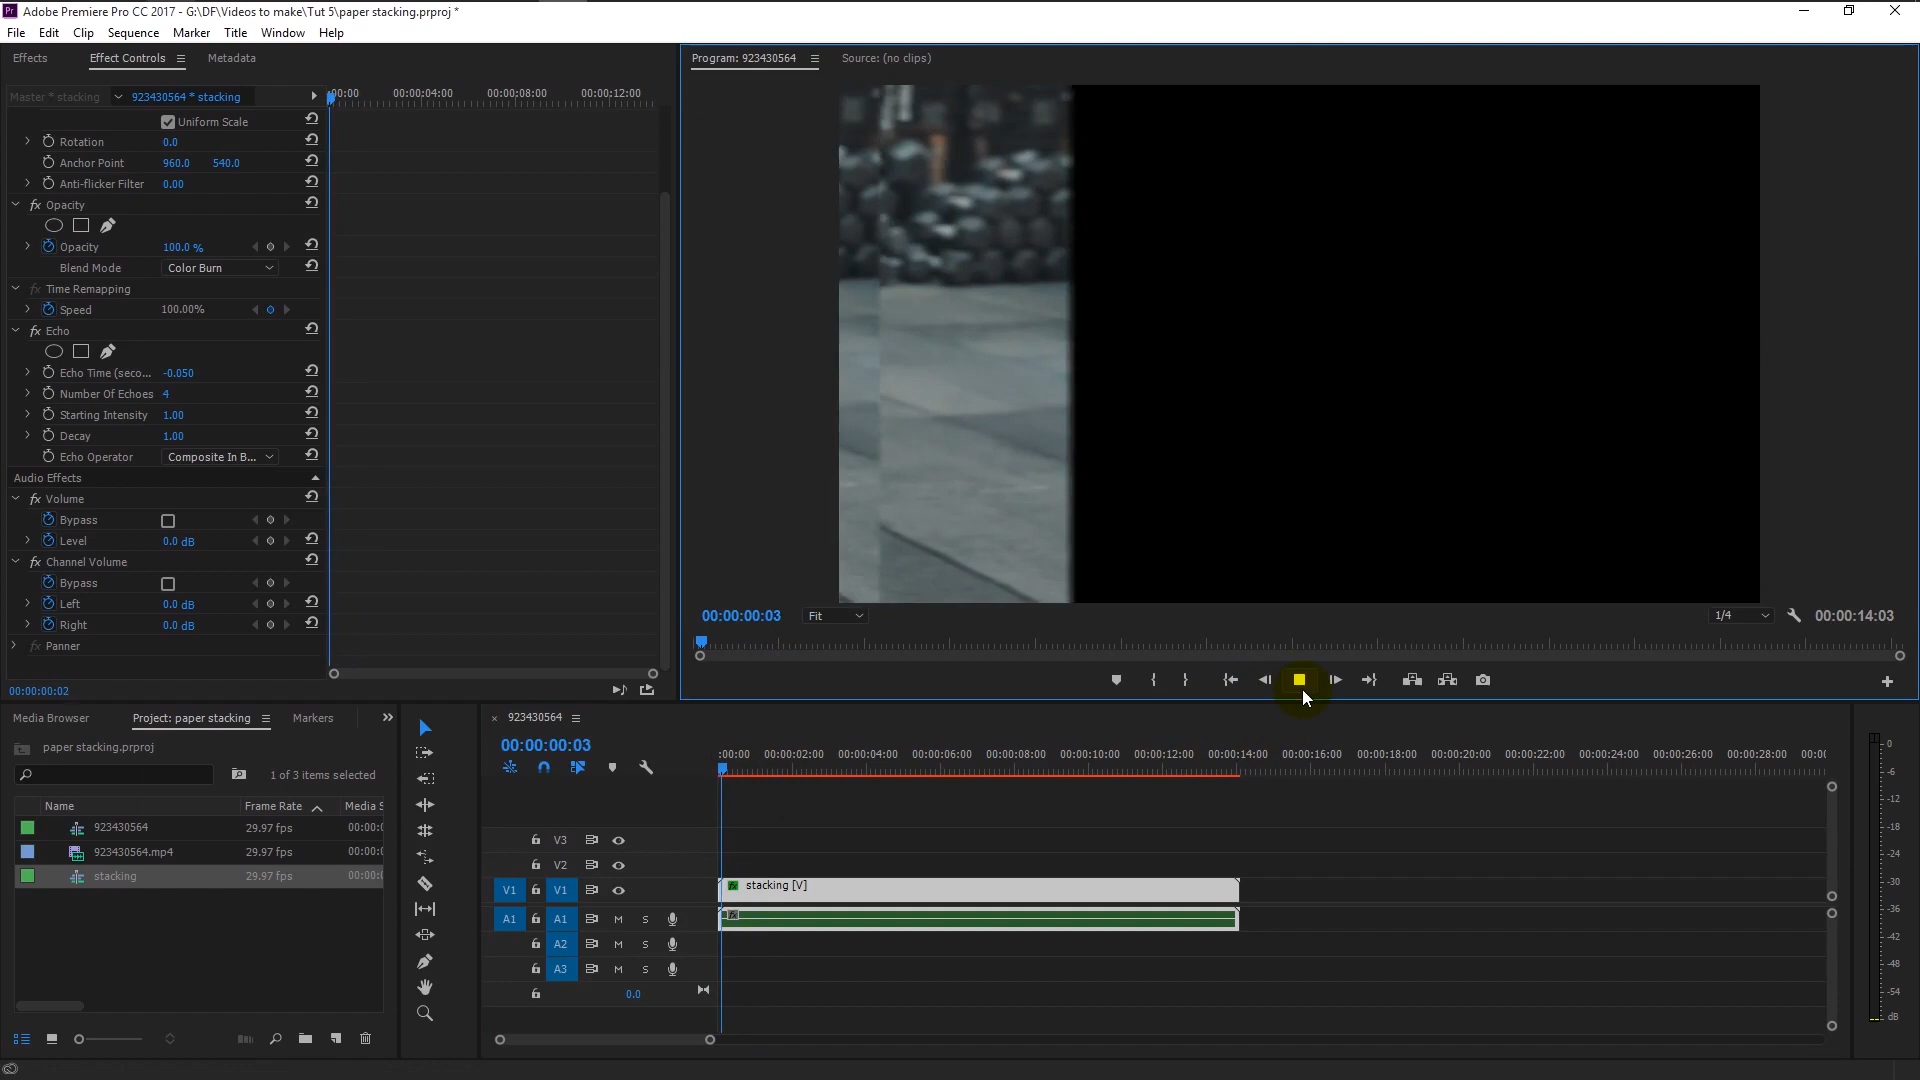 Adobe Premiere Pro CC 2017 - G:\DF\Videos to make\Tut 5\paper stacking.prproj *
File Edit Clip Sequence Marker Title Window Help
Effects Effect Controls Metadata
Program: 923430564 Source: (no clips)
Master * stacking 923430564 * stacking
:00:00 00:00;04:00 00:00;08:00 00:00;12:00
Uniform Scale
Rotation 0.0
Anchor Point 960.0 540.0
Anti-flicker Filter 0.00
fx Opacity
Opacity 100.0 %
Blend Mode Color Burn
fx Time Remapping
Speed 100.00%
fx Echo
Echo Time (seco... -0.050
Number Of Echoes 4
Starting Intensity 1.00
Decay 1.00
Echo Operator Composite In B...
Audio Effects
fx Volume
Bypass
Level 0.0 dB
fx Channel Volume
Bypass
Left 0.0 dB
Right 0.0 dB
fx Panner
00:00:00:02
00:00:00:03 Fit 1/4 00:00:14:03
Media Browser Project: paper stacking Markers
paper stacking.prproj
1 of 3 items selected
Name Frame Rate Media S
923430564 29.97 fps 00:00:0
923430564.mp4 29.97 fps 00:00:0
stacking 29.97 fps 00:00:0
923430564
00:00:00:03
:00:00 00:00:02:00 00:00:04:00 00:00:06:00 00:00:08:00 00:00:10:00 00:00:12:00 00:00:14:00 00:00:16:00 00:00:18:00 00:00:20:00 00:00:22:00 00:00:24:00 00:00:26:00 00:00:28:00 00:0
V3
V2
V1 V1 fx stacking [V]
A1 A1 M S fx
A2 M S
A3 M S
0.0
0
-6
-12
-18
-24
-30
-36
-42
-48
-54
dB